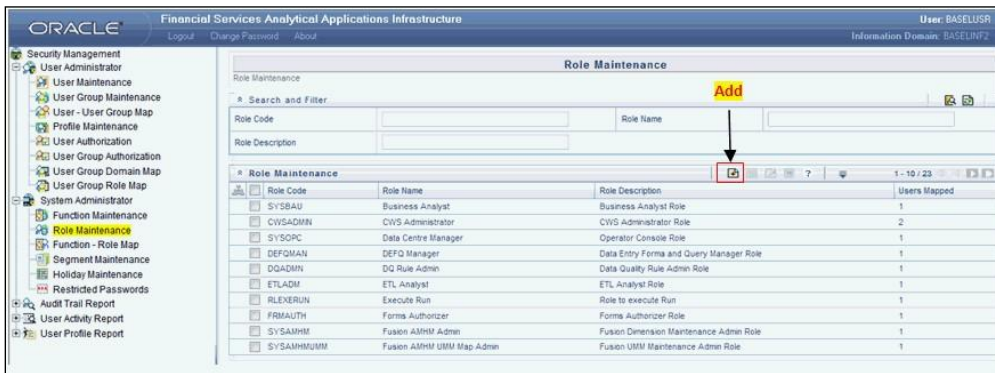 ORACLE
Financial Services Analytical Applications Infrastructure
User: BASELUSR
Logout Change Password About
Information Domain: BASELINF2
Security Management
User Administrator
User Maintenance
User Group Maintenance
User - User Group Map
Profile Maintenance
User Authorization
User Group Authorization
User Group Domain Map
User Group Role Map
System Administrator
Function Maintenance
Role Maintenance
Function - Role Map
Segment Maintenance
Holiday Maintenance
Restricted Passwords
Audit Trail Report
User Activity Report
User Profile Report
Role Maintenance
Role Maintenance
Search and Filter
Add
Role Code Role Name
Role Description
Role Maintenance ? 1 - 10 / 23
Role Code Role Name Role Description Users Mapped
SYSBAU Business Analyst Business Analyst Role 1
CWSADMIN CWS Administrator CWS Administrator Role 2
SYSOPC Data Centre Manager Operator Console Role 1
DEFQMAN DEFQ Manager Data Entry Forms and Query Manager Role 1
DQADMN DQ Rule Admin Data Quality Rule Admin Role 1
ETLADM ETL Analyst ETL Analyst Role 1
RLEXERUN Execute Run Role to execute Run 1
FRMAUTH Forms Authorizer Forms Authorizer Role 1
SYSAMHM Fusion AMHM Admin Fusion Dimension Maintenance Admin Role 1
SYSAMHMUMM Fusion AMHM UMM Map Admin Fusion UMM Maintenance Admin Role 1